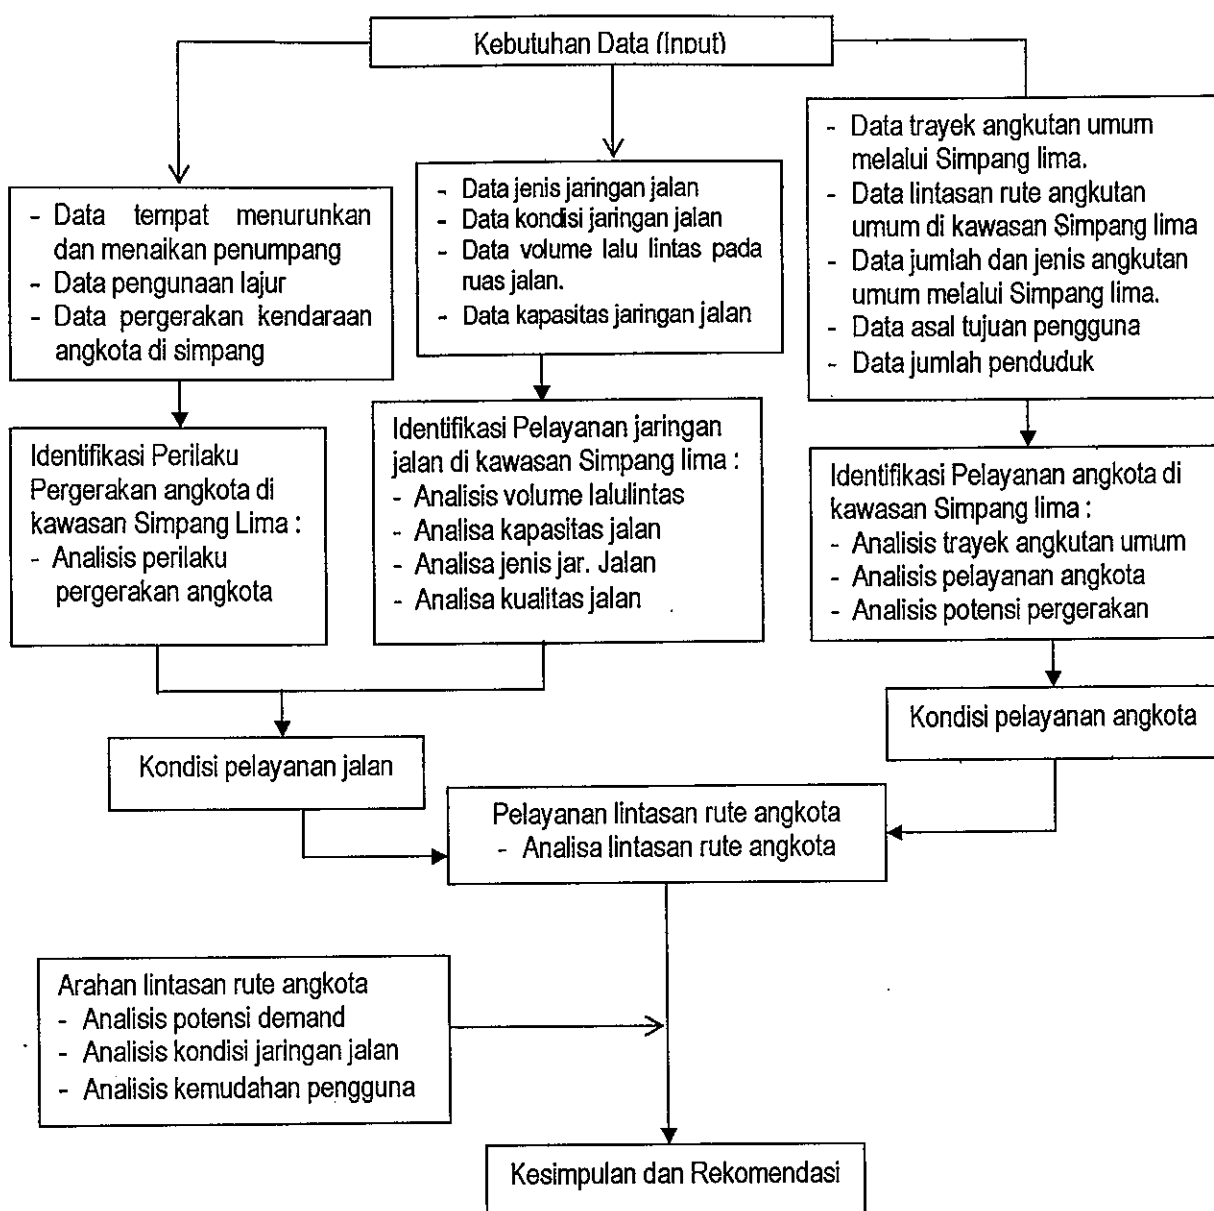 Kebutuhan Data (Input)
- Data tempat menurunkan
dan menaikan penumpang
- Data pengunaan lajur
- Data pergerakan kendaraan
angkota di simpang
- Data jenis jaringan jalan
- Data kondisi jaringan jalan
- Data volume lalu lintas pada
ruas jalan.
- Data kapasitas jaringan jalan
- Data trayek angkutan umum
melalui Simpang lima.
- Data lintasan rute angkutan
umum di kawasan Simpang lima
- Data jumlah dan jenis angkutan
umum melalui Simpang lima.
- Data asal tujuan pengguna
- Data jumlah penduduk
Identifikasi Perilaku
Pergerakan angkota di
kawasan Simpang Lima :
- Analisis perilaku
pergerakan angkota
Identifikasi Pelayanan jaringan
jalan di kawasan Simpang lima :
- Analisis volume lalulintas
- Analisa kapasitas jalan
- Analisa jenis jar. Jalan
- Analisa kualitas jalan
Identifikasi Pelayanan angkota di
kawasan Simpang lima :
- Analisis trayek angkutan umum
- Analisis pelayanan angkota
- Analisis potensi pergerakan
Kondisi pelayanan jalan
Kondisi pelayanan angkota
Pelayanan lintasan rute angkota
- Analisa lintasan rute angkota
Arahan lintasan rute angkota
- Analisis potensi demand
- Analisis kondisi jaringan jalan
- Analisis kemudahan pengguna
Kesimpulan dan Rekomendasi